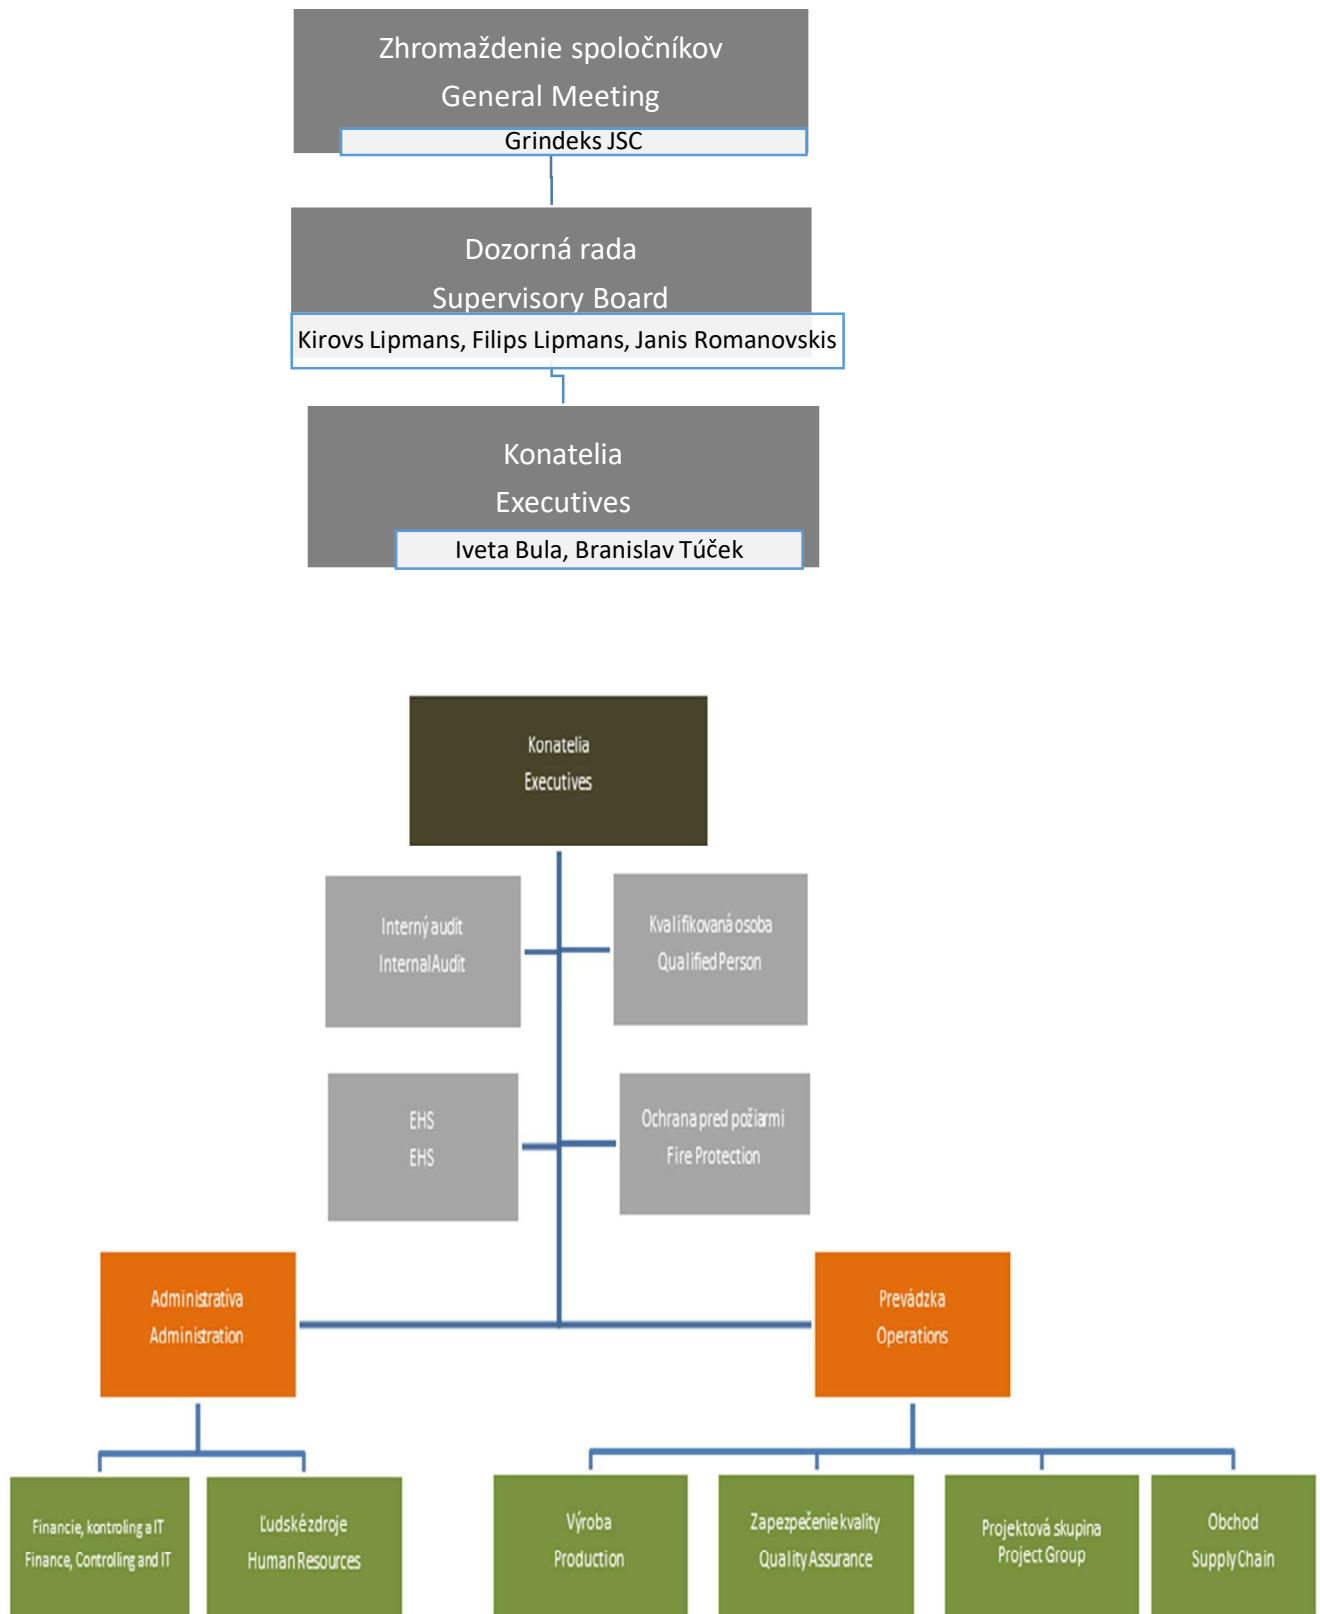 Zhromaždenie spoločníkov
General Meeting
Grindeks JSC
Dozorná rada
Supervisory Board
Kirovs Lipmans, Filips Lipmans, Janis Romanovskis
Konatelia
Executives
Iveta Bula, Branislav Túček
Konatelia
Executives
Interný audit
Internal Audit
Kvalifikovaná osoba
Qualified Person
EHS
EHS
Ochrana pred požiarmi
Fire Protection
Administratíva
Administration
Prevádzka
Operations
Financie, kontroling a IT
Finance, Controlling and IT
Ľudské zdroje
Human Resources
Výroba
Production
Zapezpečenie kvality
Quality Assurance
Projektová skupina
Project Group
Obchod
Supply Chain